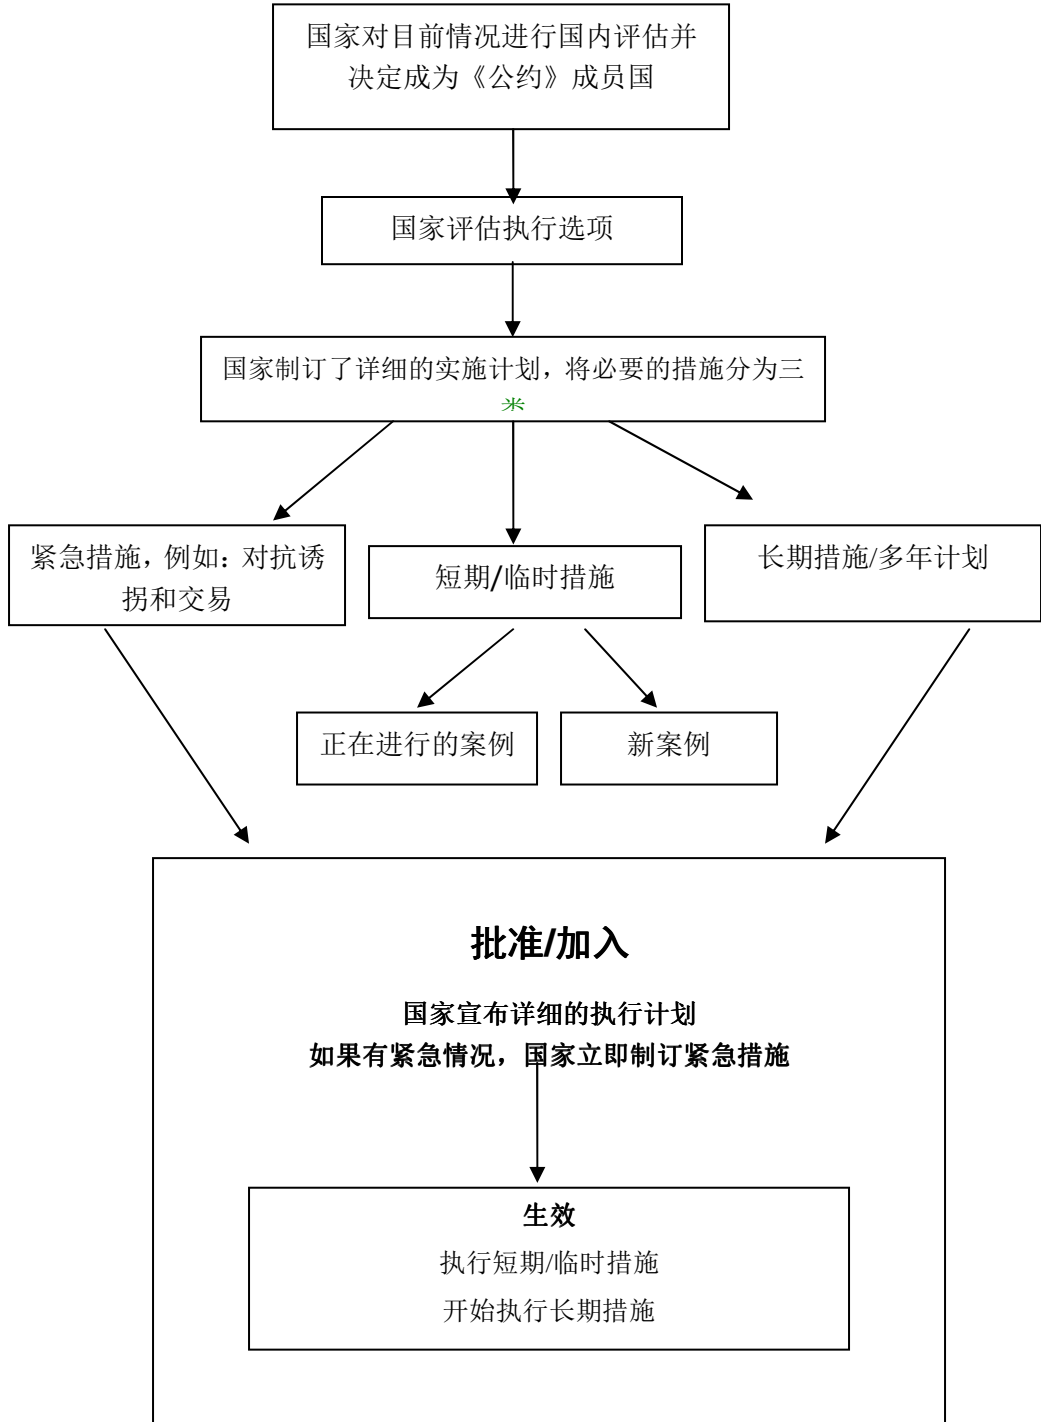 国家对目前情况进行国内评估并
决定成为《公约》成员国
国家评估执行选项
国家制订了详细的实施计划，将必要的措施分为三
紧急措施，例如：对抗诱
拐和交易
短期/临时措施
长期措施/多年计划
正在进行的案例
新案例
批准/加入
国家宣布详细的执行计划
如果有紧急情况，国家立即制订紧急措施
生效
执行短期/临时措施
开始执行长期措施